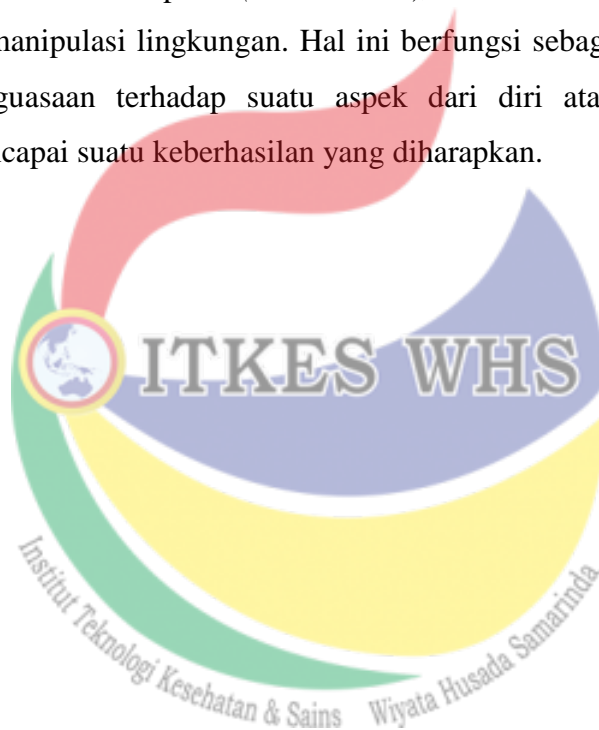 manipulasi lingkungan. Hal ini berfungsi sebag
guasaan terhadap suatu aspek dari diri ata
capai suatu keberhasilan yang diharapkan.
ITKES WHS
Institut Teknologi Kesehatan & Sains Wiyata Husada Samarinda